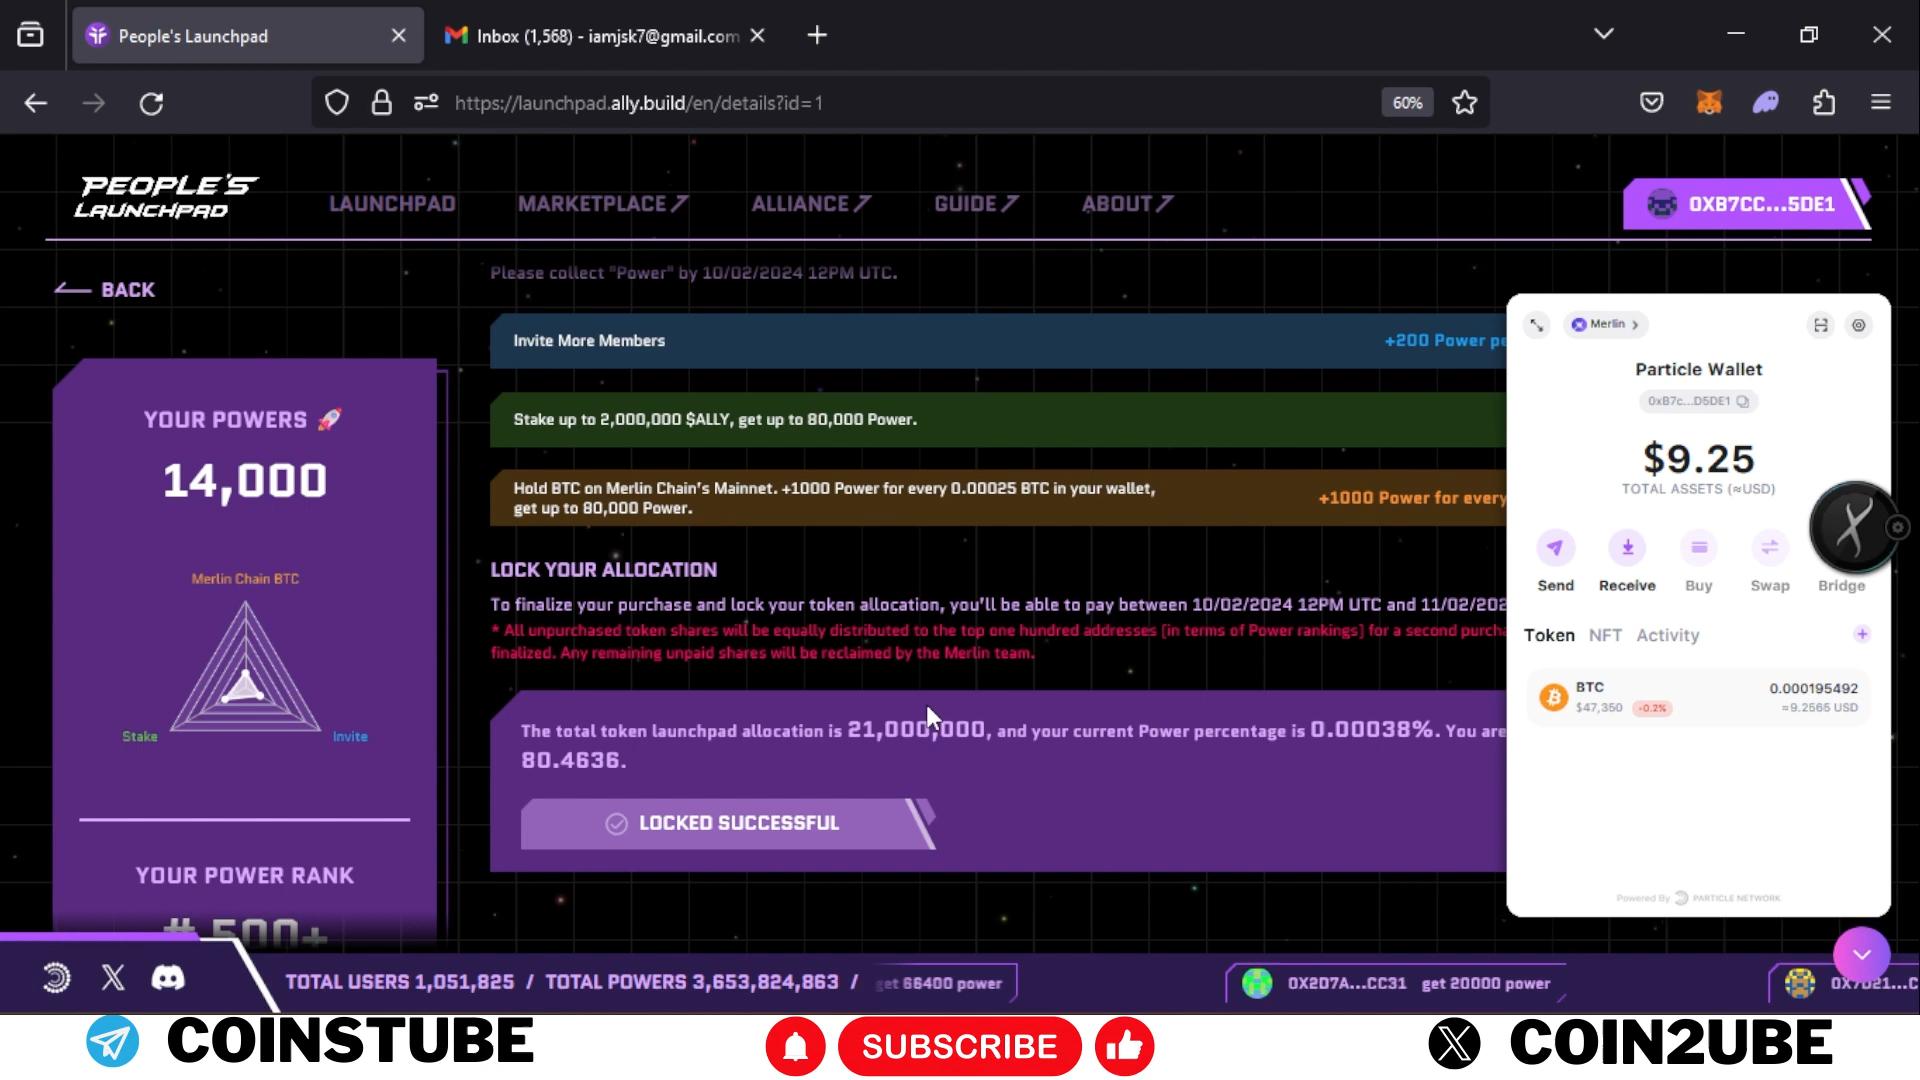 People's Launchpad
Inbox (1,568) - iamjsk7@gmail.com
https://launchpad.ally.build/en/details?id=1
60%
PEOPLE'S
LAUNCHPAD
LAUNCHPAD
MARKETPLACE
ALLIANCE
GUIDE
ABOUT
0XB7CC...5DE1
BACK
Please collect "Power" by 10/02/2024 12PM UTC.
YOUR POWERS 🚀
14,000
Merlin Chain BTC
Stake
Invite
YOUR POWER RANK
# 500+
Invite More Members
+200 Power pe
Stake up to 2,000,000 $ALLY, get up to 80,000 Power.
Hold BTC on Merlin Chain's Mainnet. +1000 Power for every 0.00025 BTC in your wallet,
get up to 80,000 Power.
+1000 Power for every
LOCK YOUR ALLOCATION
To finalize your purchase and lock your token allocation, you'll be able to pay between 10/02/2024 12PM UTC and 11/02/202
* All unpurchased token shares will be equally distributed to the top one hundred addresses [in terms of Power rankings] for a second purcha
finalized. Any remaining unpaid shares will be reclaimed by the Merlin team.
The total token launchpad allocation is 21,000,000, and your current Power percentage is 0.00038%. You are
80.4636.
LOCKED SUCCESSFUL
Merlin
Particle Wallet
0xB7c...D5DE1
$9.25
TOTAL ASSETS (≈USD)
Send
Receive
Buy
Swap
Bridge
Token NFT Activity
BTC
0.000195492
$47,350 -0.2%
≈9.2565 USD
Powered By PARTICLE NETWORK
TOTAL USERS 1,051,825 / TOTAL POWERS 3,653,824,863 /
get 66400 power
0X2D7A...CC31 get 20000 power
0X7D21...C
COINSTUBE
SUBSCRIBE
COIN2UBE